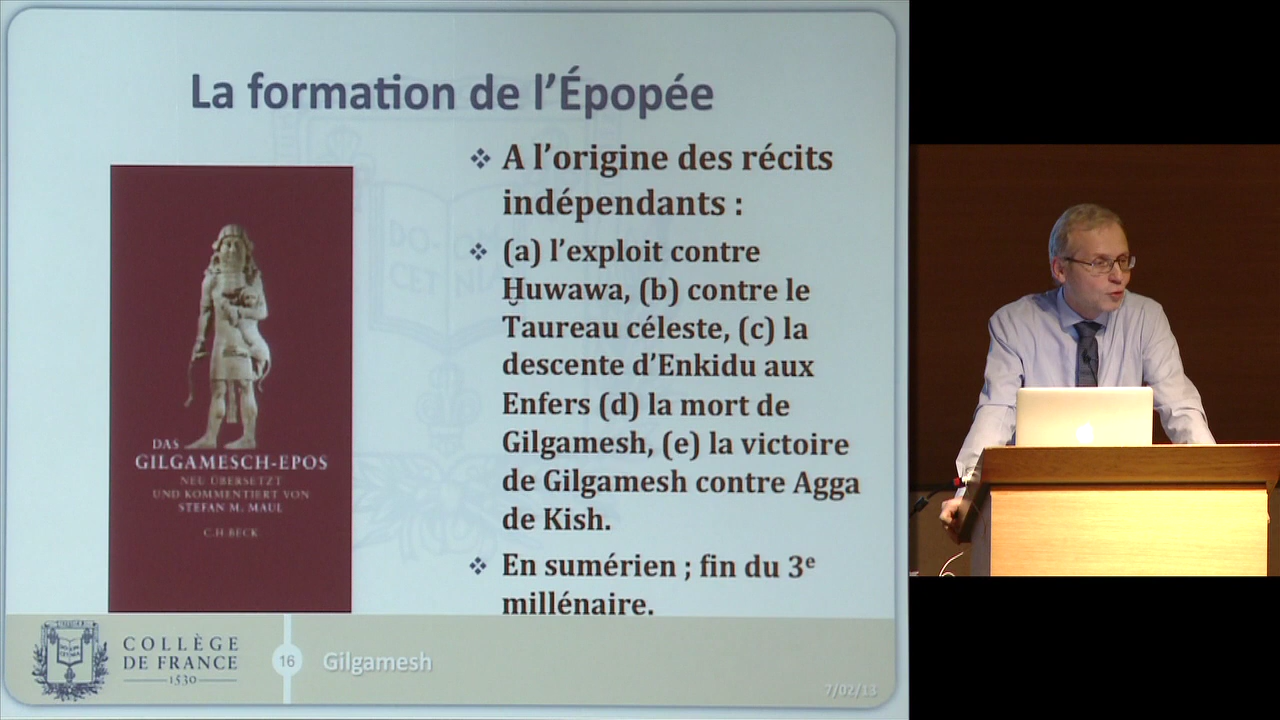 La formation de l’Épopée
❖ A l’origine des récits
indépendants :
❖ (a) l’exploit contre
Ḫuwawa, (b) contre le
Taureau céleste, (c) la
descente d’Enkidu aux
Enfers (d) la mort de
Gilgamesh, (e) la victoire
de Gilgamesh contre Agga
de Kish.
❖ En sumérien ; fin du 3e
millénaire.
DAS
GILGAMESCH-EPOS
NEU ÜBERSETZT
UND KOMMENTIERT VON
STEFAN M. MAUL
C.H.BECK
COLLÈGE
DE FRANCE
1530
16
Gilgamesh
7/02/13